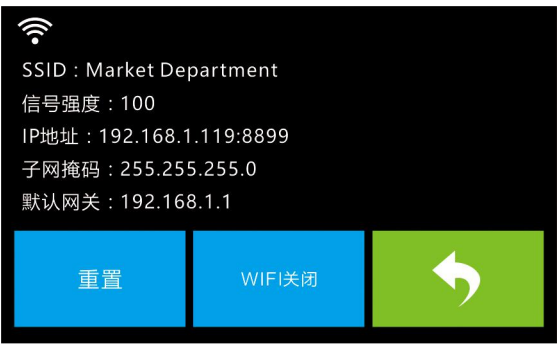 SSID : Market Department
信号强度 : 100
IP地址 : 192.168.1.119:8899
子网掩码 : 255.255.255.0
默认网关 : 192.168.1.1
重置
WIFI关闭